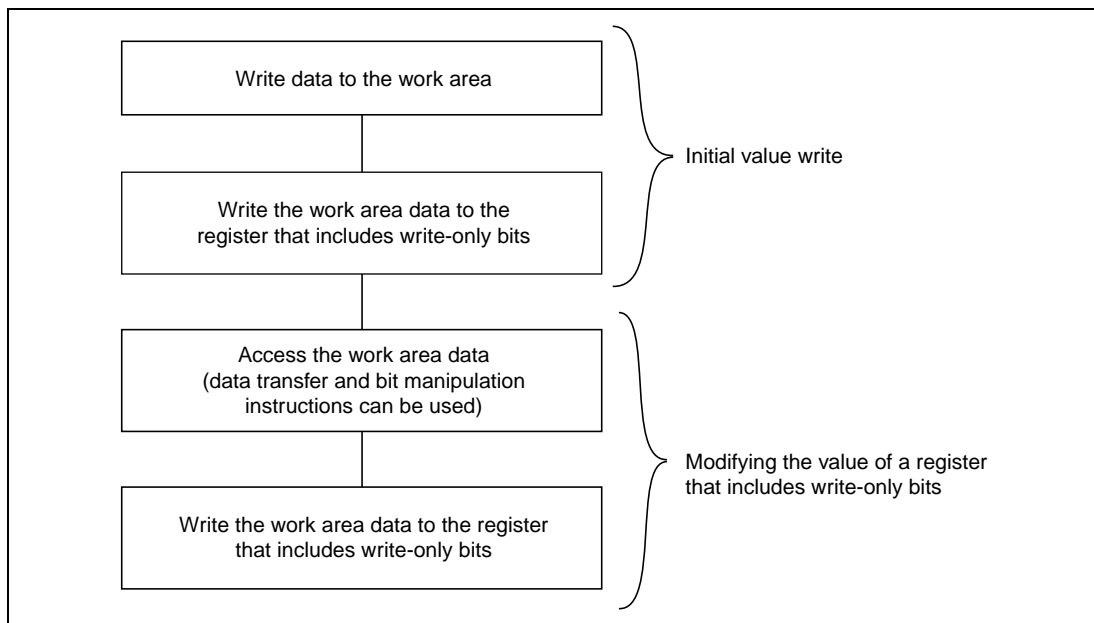 Write data to the work area
Initial value write
Write the work area data to the
register that includes write-only bits
Access the work area data
(data transfer and bit manipulation
instructions can be used)
Modifying the value of a register
that includes write-only bits
Write the work area data to the register
that includes write-only bits